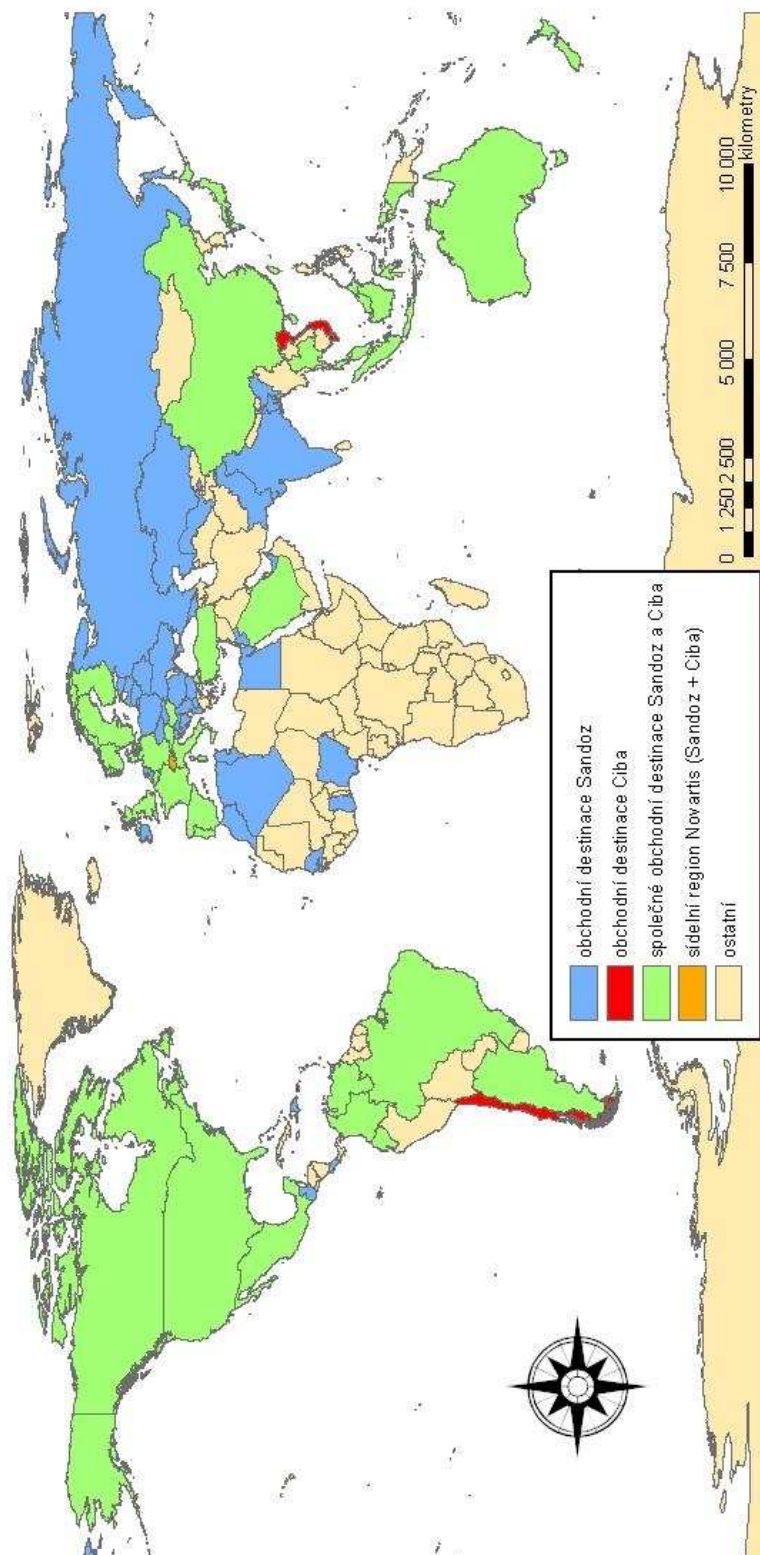 obchodní destinace Sandoz
obchodní destinace Ciba
společné obchodní destinace Sandoz a Ciba
sídelní region Novartis (Sandoz + Ciba)
ostatní
0 1 250 2 500 5 000 7 500 10 000
kilometry